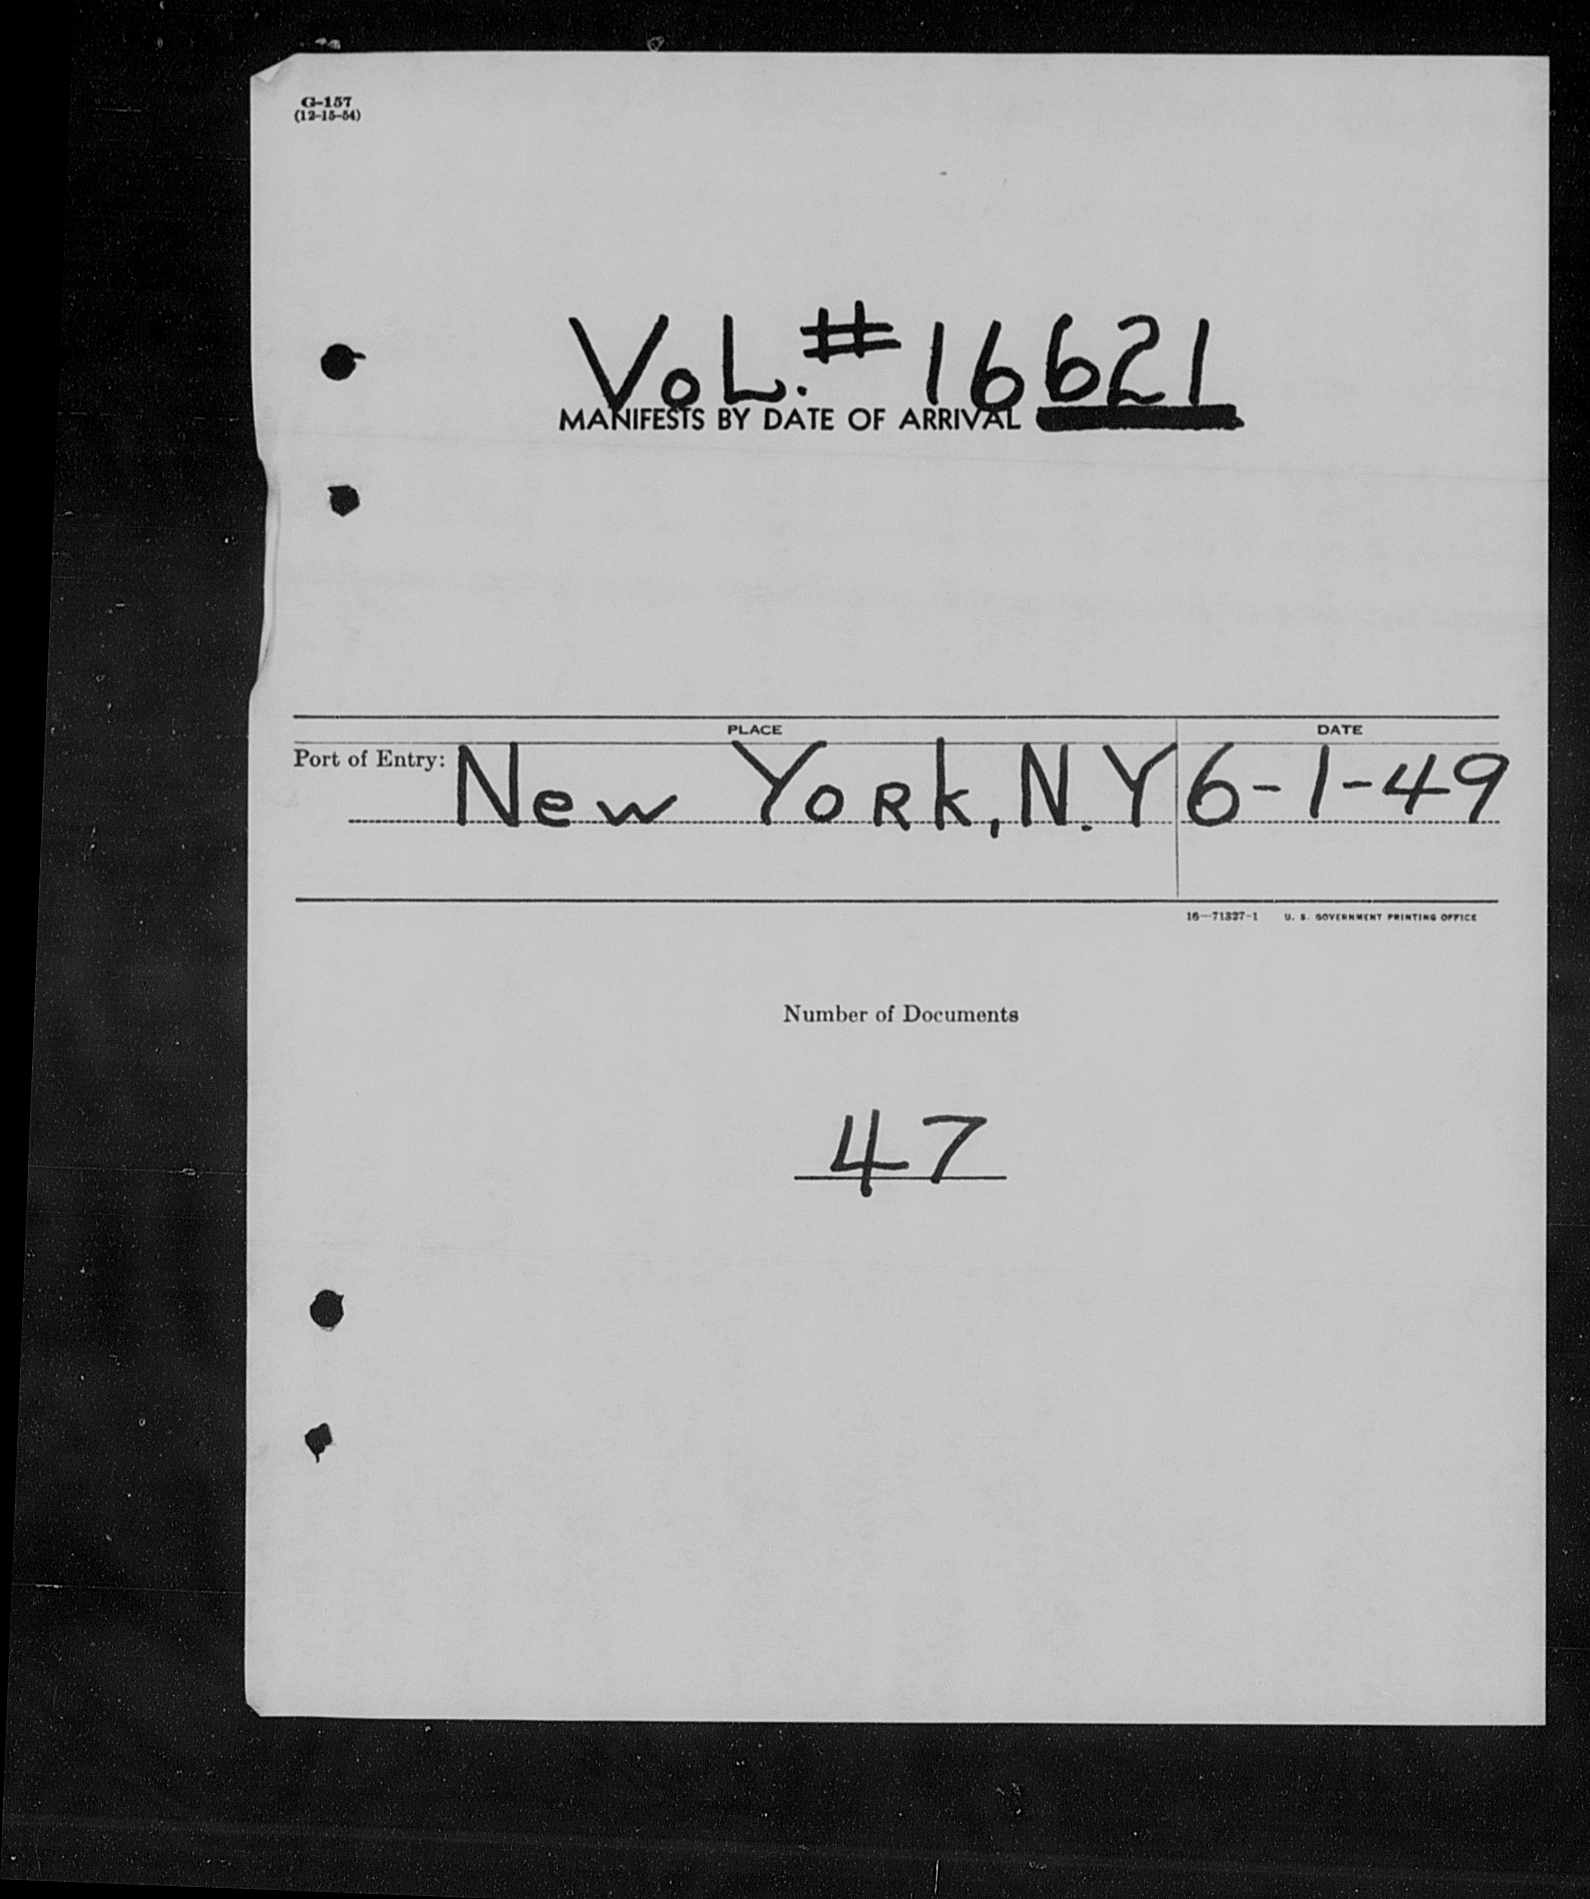 G-157
(12-15-54)
VoL. # 16621
MANIFESTS BY DATE OF ARRIVAL
PLACE
DATE
Port of Entry: New York, N.Y 6-1-49
16—71327-1 U. S. GOVERNMENT PRINTING OFFICE
Number of Documents
47